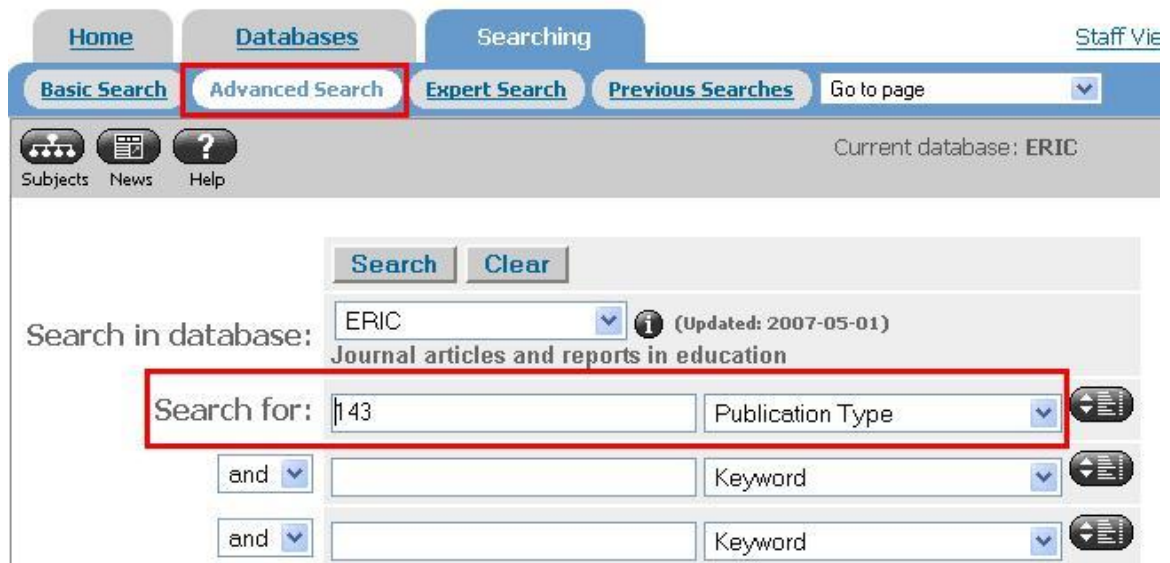 Home Databases Searching Staff Vie
Basic Search Advanced Search Expert Search Previous Searches Go to page
Current database: ERIC
Subjects News Help
Search Clear
Search in database: ERIC (Updated: 2007-05-01)
Journal articles and reports in education
Search for: 143 Publication Type
and Keyword
and Keyword